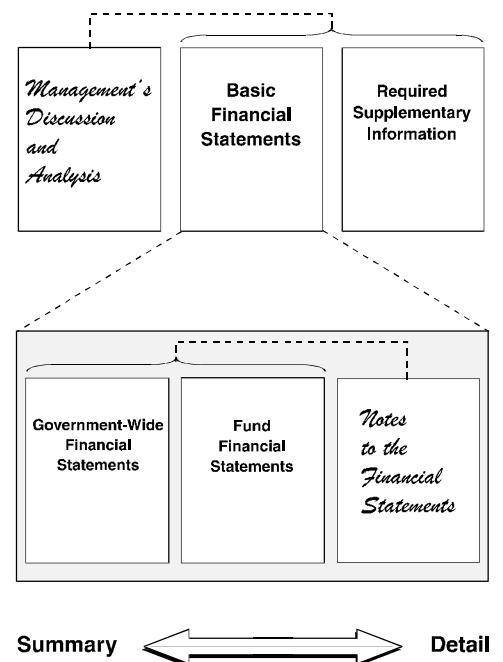 Management's
Discussion
and
Analysis
Basic
Financial
Statements
Required
Supplementary
Information
Government-Wide
Financial
Statements
Fund
Financial
Statements
Notes
to the
Financial
Statements
Summary
Detail